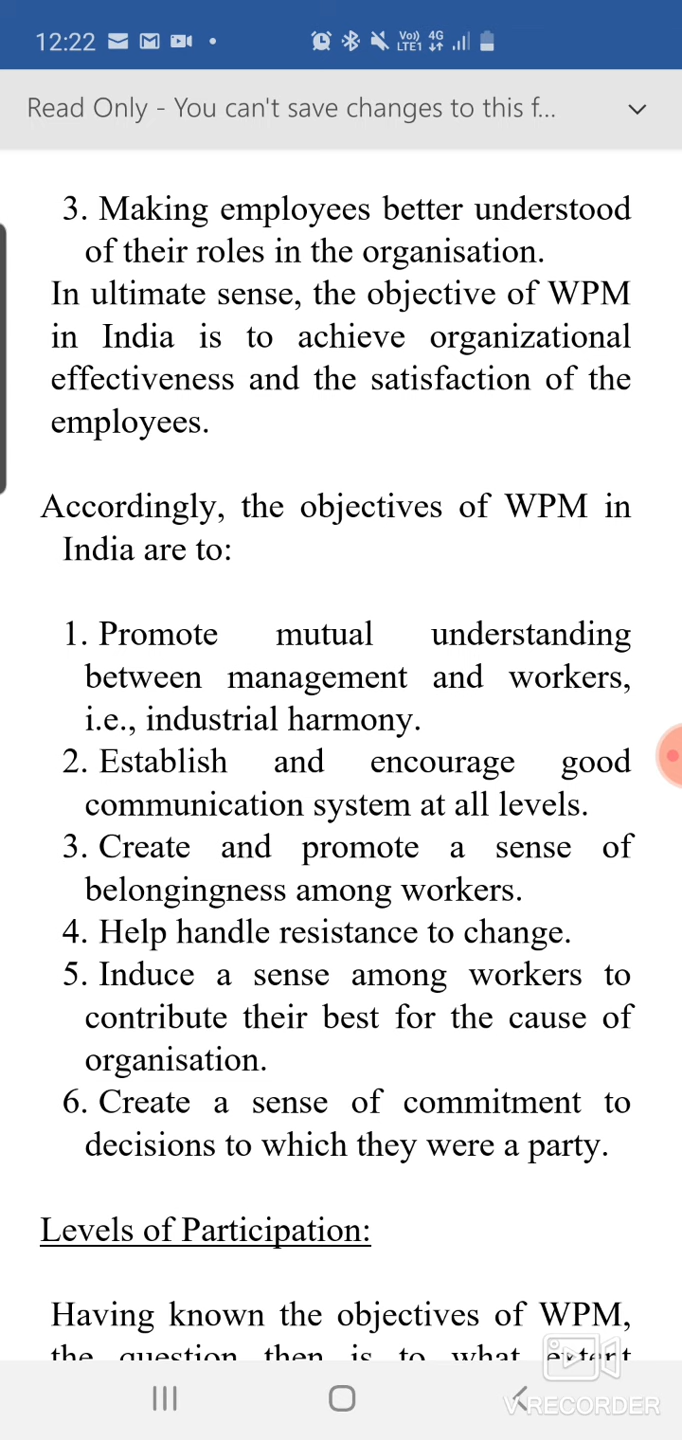 12:22
Vo)) 4G
LTE1
Read Only - You can't save changes to this f...
3. Making employees better understood
of their roles in the organisation.
In ultimate sense, the objective of WPM
in India is to achieve organizational
effectiveness and the satisfaction of the
employees.
Accordingly, the objectives of WPM in
India are to:
1. Promote mutual understanding
between management and workers,
i.e., industrial harmony.
2. Establish and encourage good
communication system at all levels.
3. Create and promote a sense of
belongingness among workers.
4. Help handle resistance to change.
5. Induce a sense among workers to
contribute their best for the cause of
organisation.
6. Create a sense of commitment to
decisions to which they were a party.
Levels of Participation:
Having known the objectives of WPM,
the question then is to what extent
V RECORDER